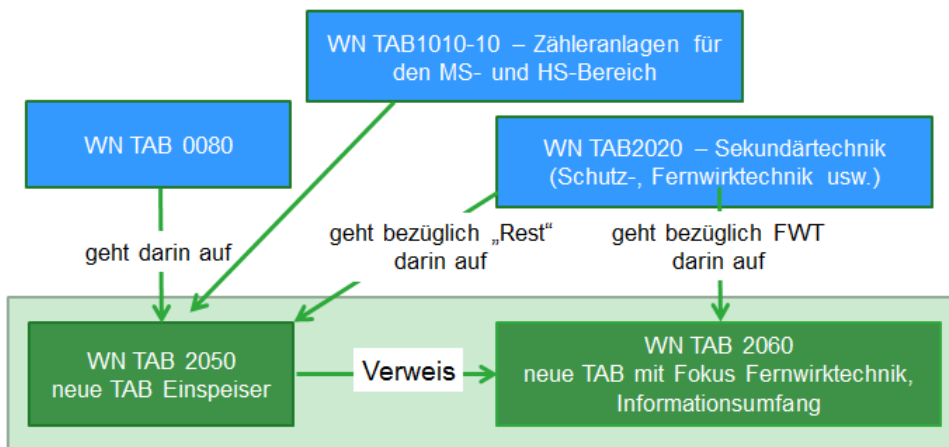 WN TAB1010-10 – Zähleranlagen für
den MS- und HS-Bereich
WN TAB 0080
WN TAB2020 – Sekundärtechnik
(Schutz-, Fernwirktechnik usw.)
geht darin auf
geht bezüglich „Rest“
darin auf
geht bezüglich FWT
darin auf
WN TAB 2050
neue TAB Einspeiser
Verweis
WN TAB 2060
neue TAB mit Fokus Fernwirktechnik,
Informationsumfang